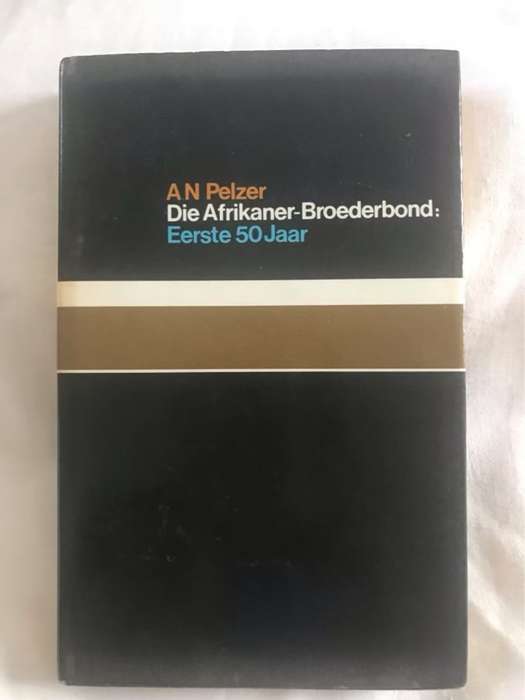 A N Pelzer
Die Afrikaner-Broederbond:
Eerste 50 Jaar